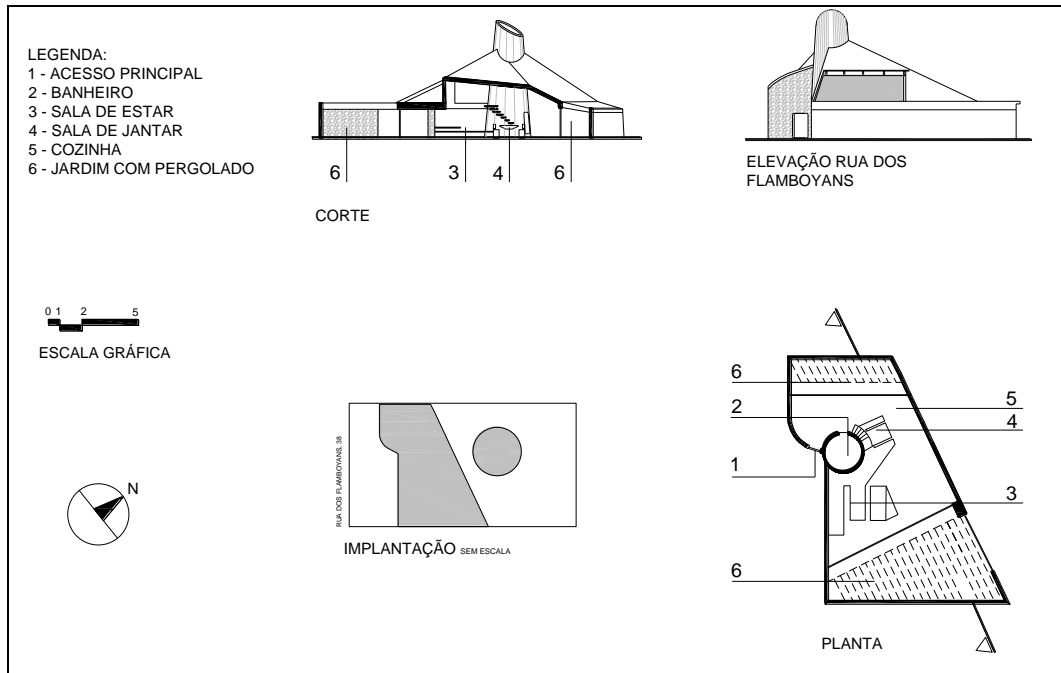 LEGENDA:
1 - ACESSO PRINCIPAL
2 - BANHEIRO
3 - SALA DE ESTAR
4 - SALA DE JANTAR
5 - COZINHA
6 - JARDIM COM PERGOLADO
6 3 4 6
CORTE
ELEVAÇÃO RUA DOS
FLAMBOYANS
0 1 2 5
ESCALA GRÁFICA
N
RUA DOS FLAMBOYANS, 38
IMPLANTAÇÃO SEM ESCALA
6
2
1
6
5
4
3
PLANTA